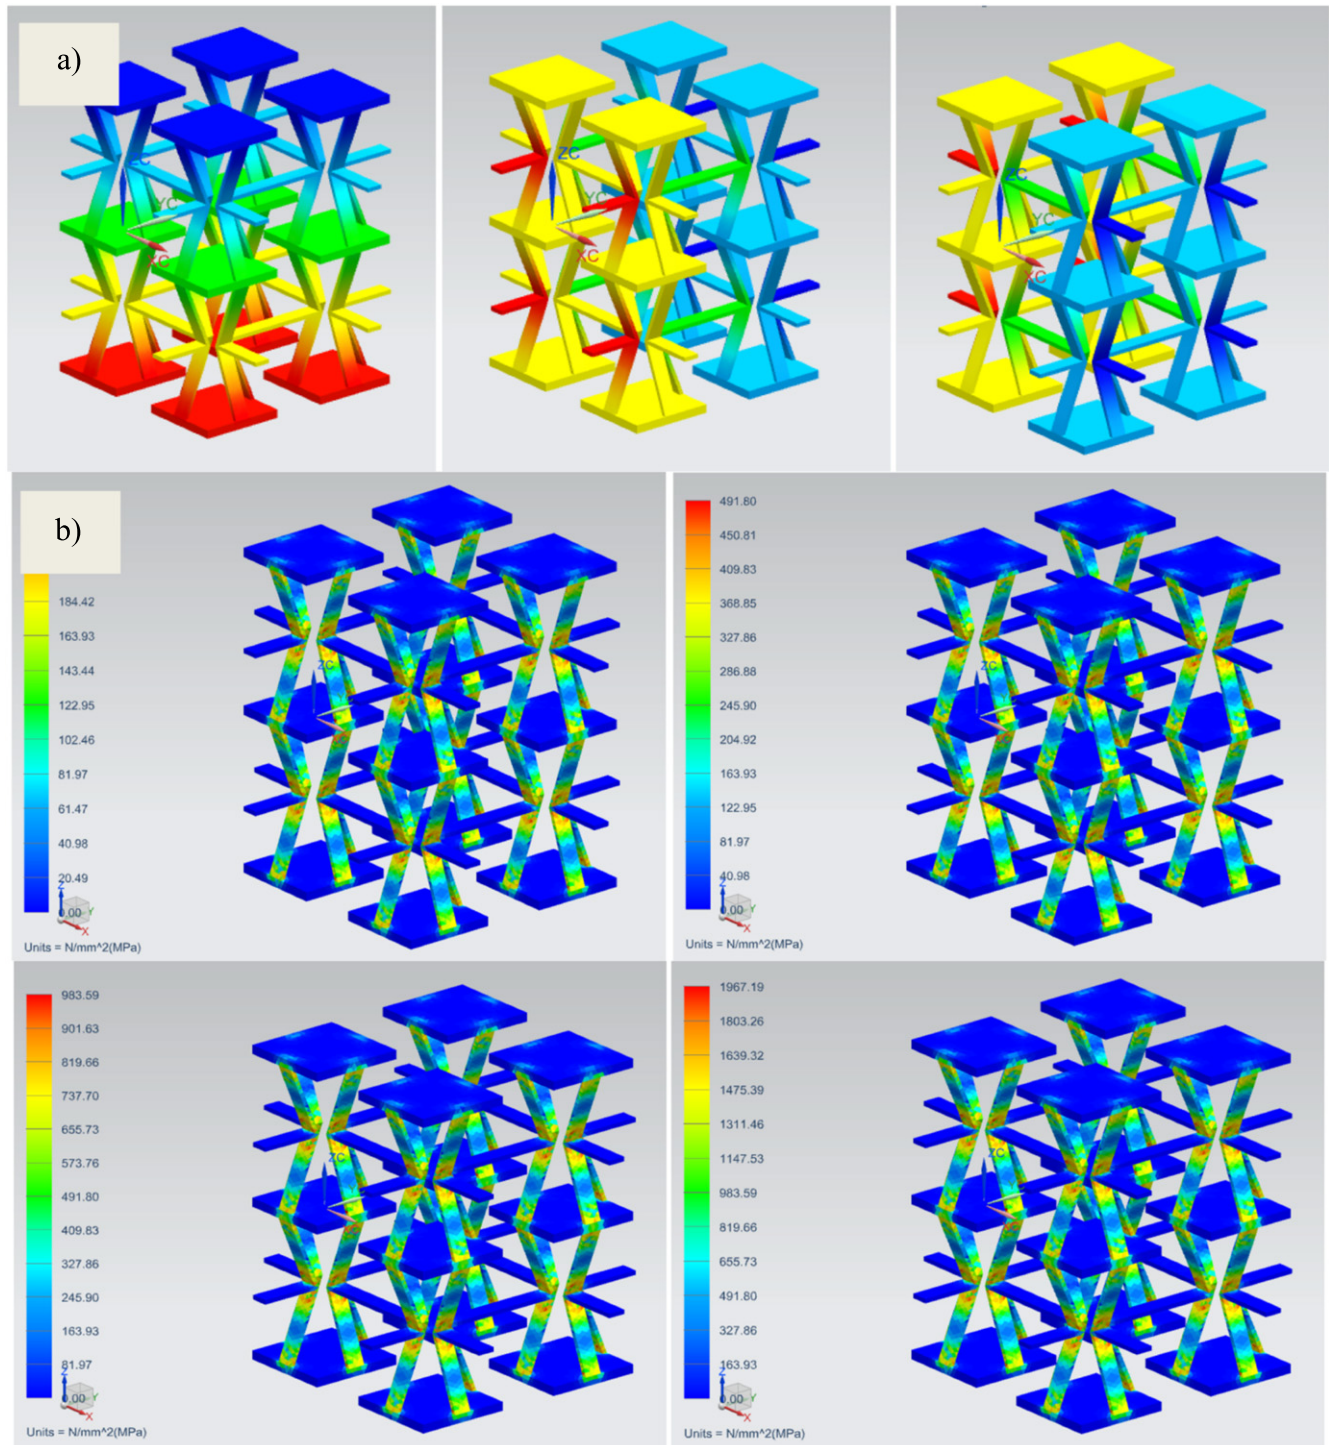 a)
ZC
YC
XC
ZC
YC
XC
ZC
YC
XC
b)
184.42
163.93
143.44
122.95
102.46
81.97
61.47
40.98
20.49
0.00
ZC
Z
Y
X
Units = N/mm^2(MPa)
491.80
450.81
409.83
368.85
327.86
286.88
245.90
204.92
163.93
122.95
81.97
40.98
0.00
ZC
Z
Y
X
Units = N/mm^2(MPa)
983.59
901.63
819.66
737.70
655.73
573.76
491.80
409.83
327.86
245.90
163.93
81.97
0.00
ZC
Z
Y
X
Units = N/mm^2(MPa)
1967.19
1803.26
1639.32
1475.39
1311.46
1147.53
983.59
819.66
655.73
491.80
327.86
163.93
0.00
ZC
Z
Y
X
Units = N/mm^2(MPa)